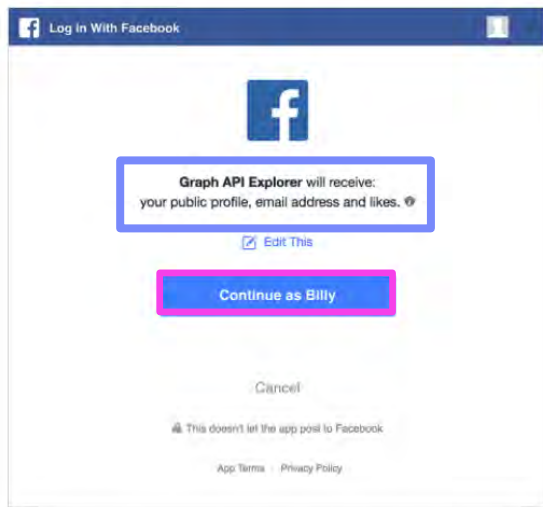 Log In With Facebook
Graph API Explorer will receive:
your public profile, email address and likes.
Edit This
Continue as Billy
Cancel
This doesn't let the app post to Facebook
App Terms · Privacy Policy